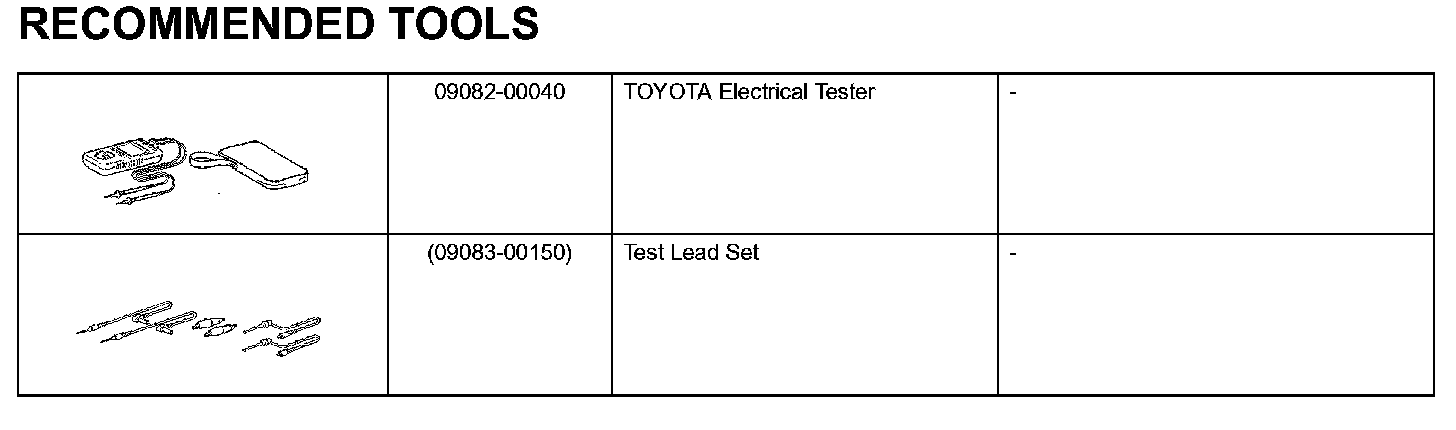 RECOMMENDED TOOLS
09082-00040 TOYOTA Electrical Tester -
(09083-00150) Test Lead Set -